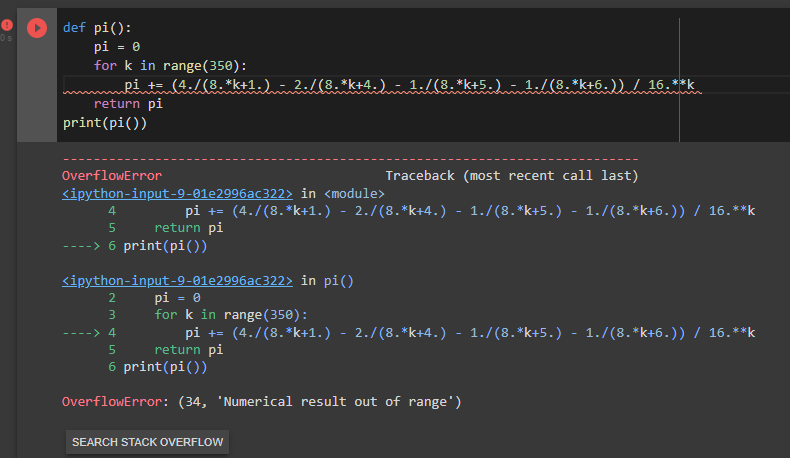 !
0 s
def pi():
    pi = 0
    for k in range(350):
        pi += (4./(8.*k+1.) - 2./(8.*k+4.) - 1./(8.*k+5.) - 1./(8.*k+6.)) / 16.**k
    return pi
print(pi())
---------------------------------------------------------------------------
OverflowError                             Traceback (most recent call last)
<ipython-input-9-01e2996ac322> in <module>
      4         pi += (4./(8.*k+1.) - 2./(8.*k+4.) - 1./(8.*k+5.) - 1./(8.*k+6.)) / 16.**k
      5     return pi
----> 6 print(pi())
<ipython-input-9-01e2996ac322> in pi()
      2     pi = 0
      3     for k in range(350):
----> 4         pi += (4./(8.*k+1.) - 2./(8.*k+4.) - 1./(8.*k+5.) - 1./(8.*k+6.)) / 16.**k
      5     return pi
      6 print(pi())
OverflowError: (34, 'Numerical result out of range')
SEARCH STACK OVERFLOW